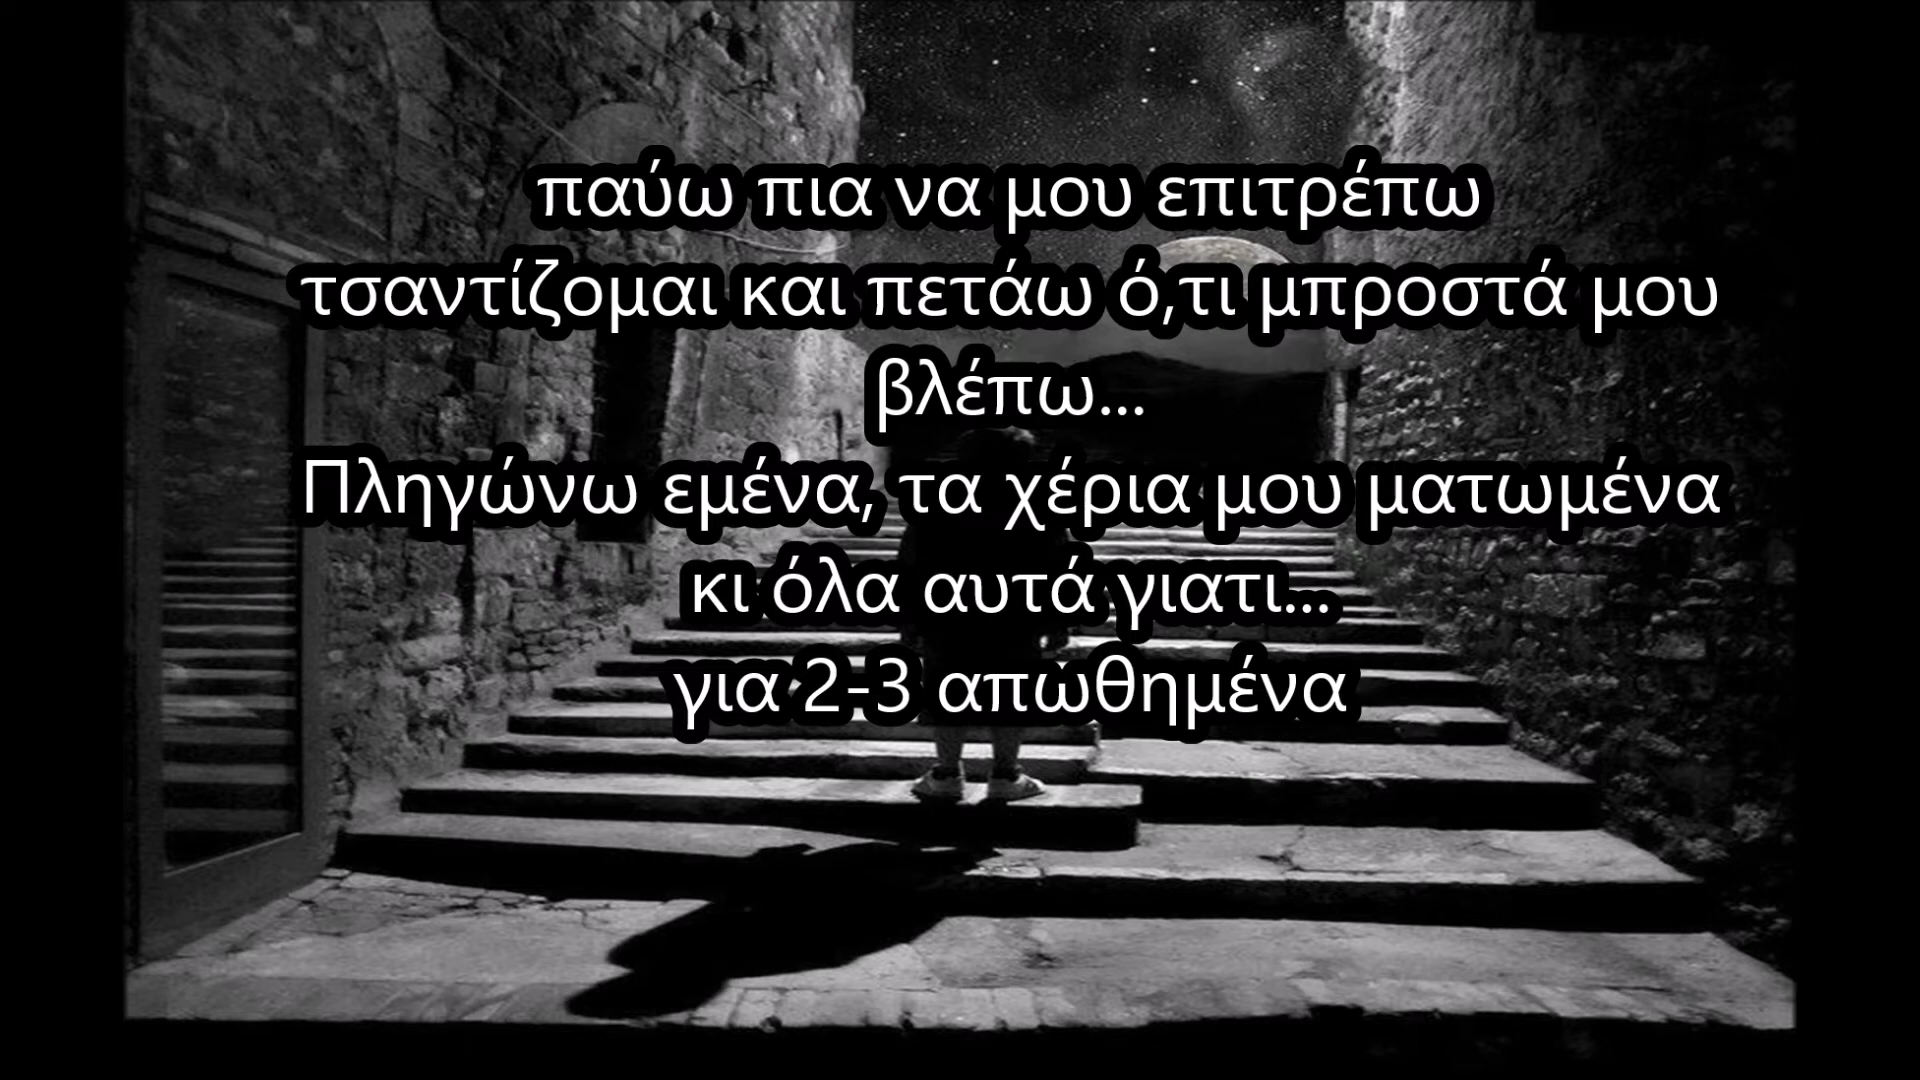 παύω πια να μου επιτρέπω
τσαντίζομαι και πετάω ό,τι μπροστά μου
βλέπω...
Πληγώνω εμένα, τα χέρια μου ματωμένα
κι όλα αυτά γιατι...
για 2-3 απωθημένα